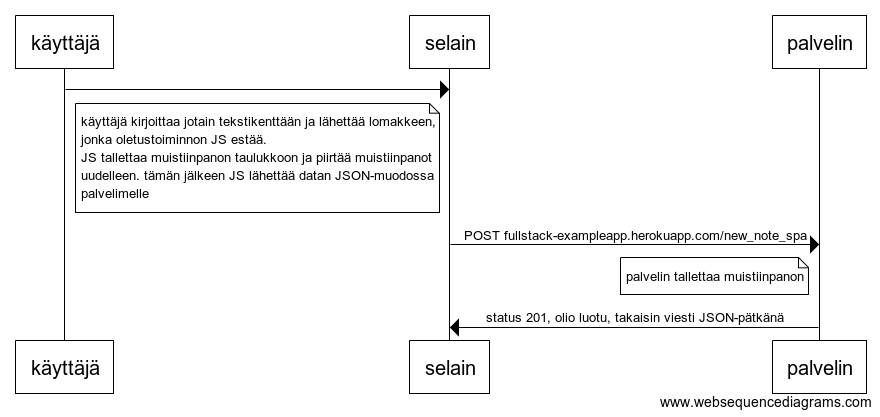 käyttäjä
selain
palvelin
käyttäjä kirjoittaa jotain tekstikenttään ja lähettää lomakkeen,
jonka oletustoiminnon JS estää.
JS tallettaa muistiinpanon taulukkoon ja piirtää muistiinpanot
uudelleen. tämän jälkeen JS lähettää datan JSON-muodossa
palvelimelle
POST fullstack-exampleapp.herokuapp.com/new_note_spa
palvelin tallettaa muistiinpanon
status 201, olio luotu, takaisin viesti JSON-pätkänä
käyttäjä
selain
palvelin
www.websequencediagrams.com